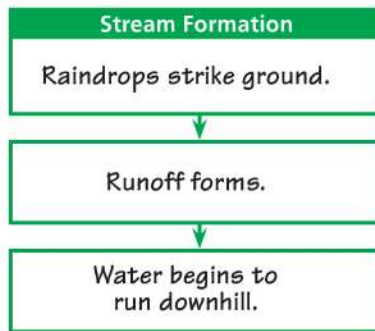 Stream Formation
Raindrops strike ground.
Runoff forms.
Water begins to
run downhill.